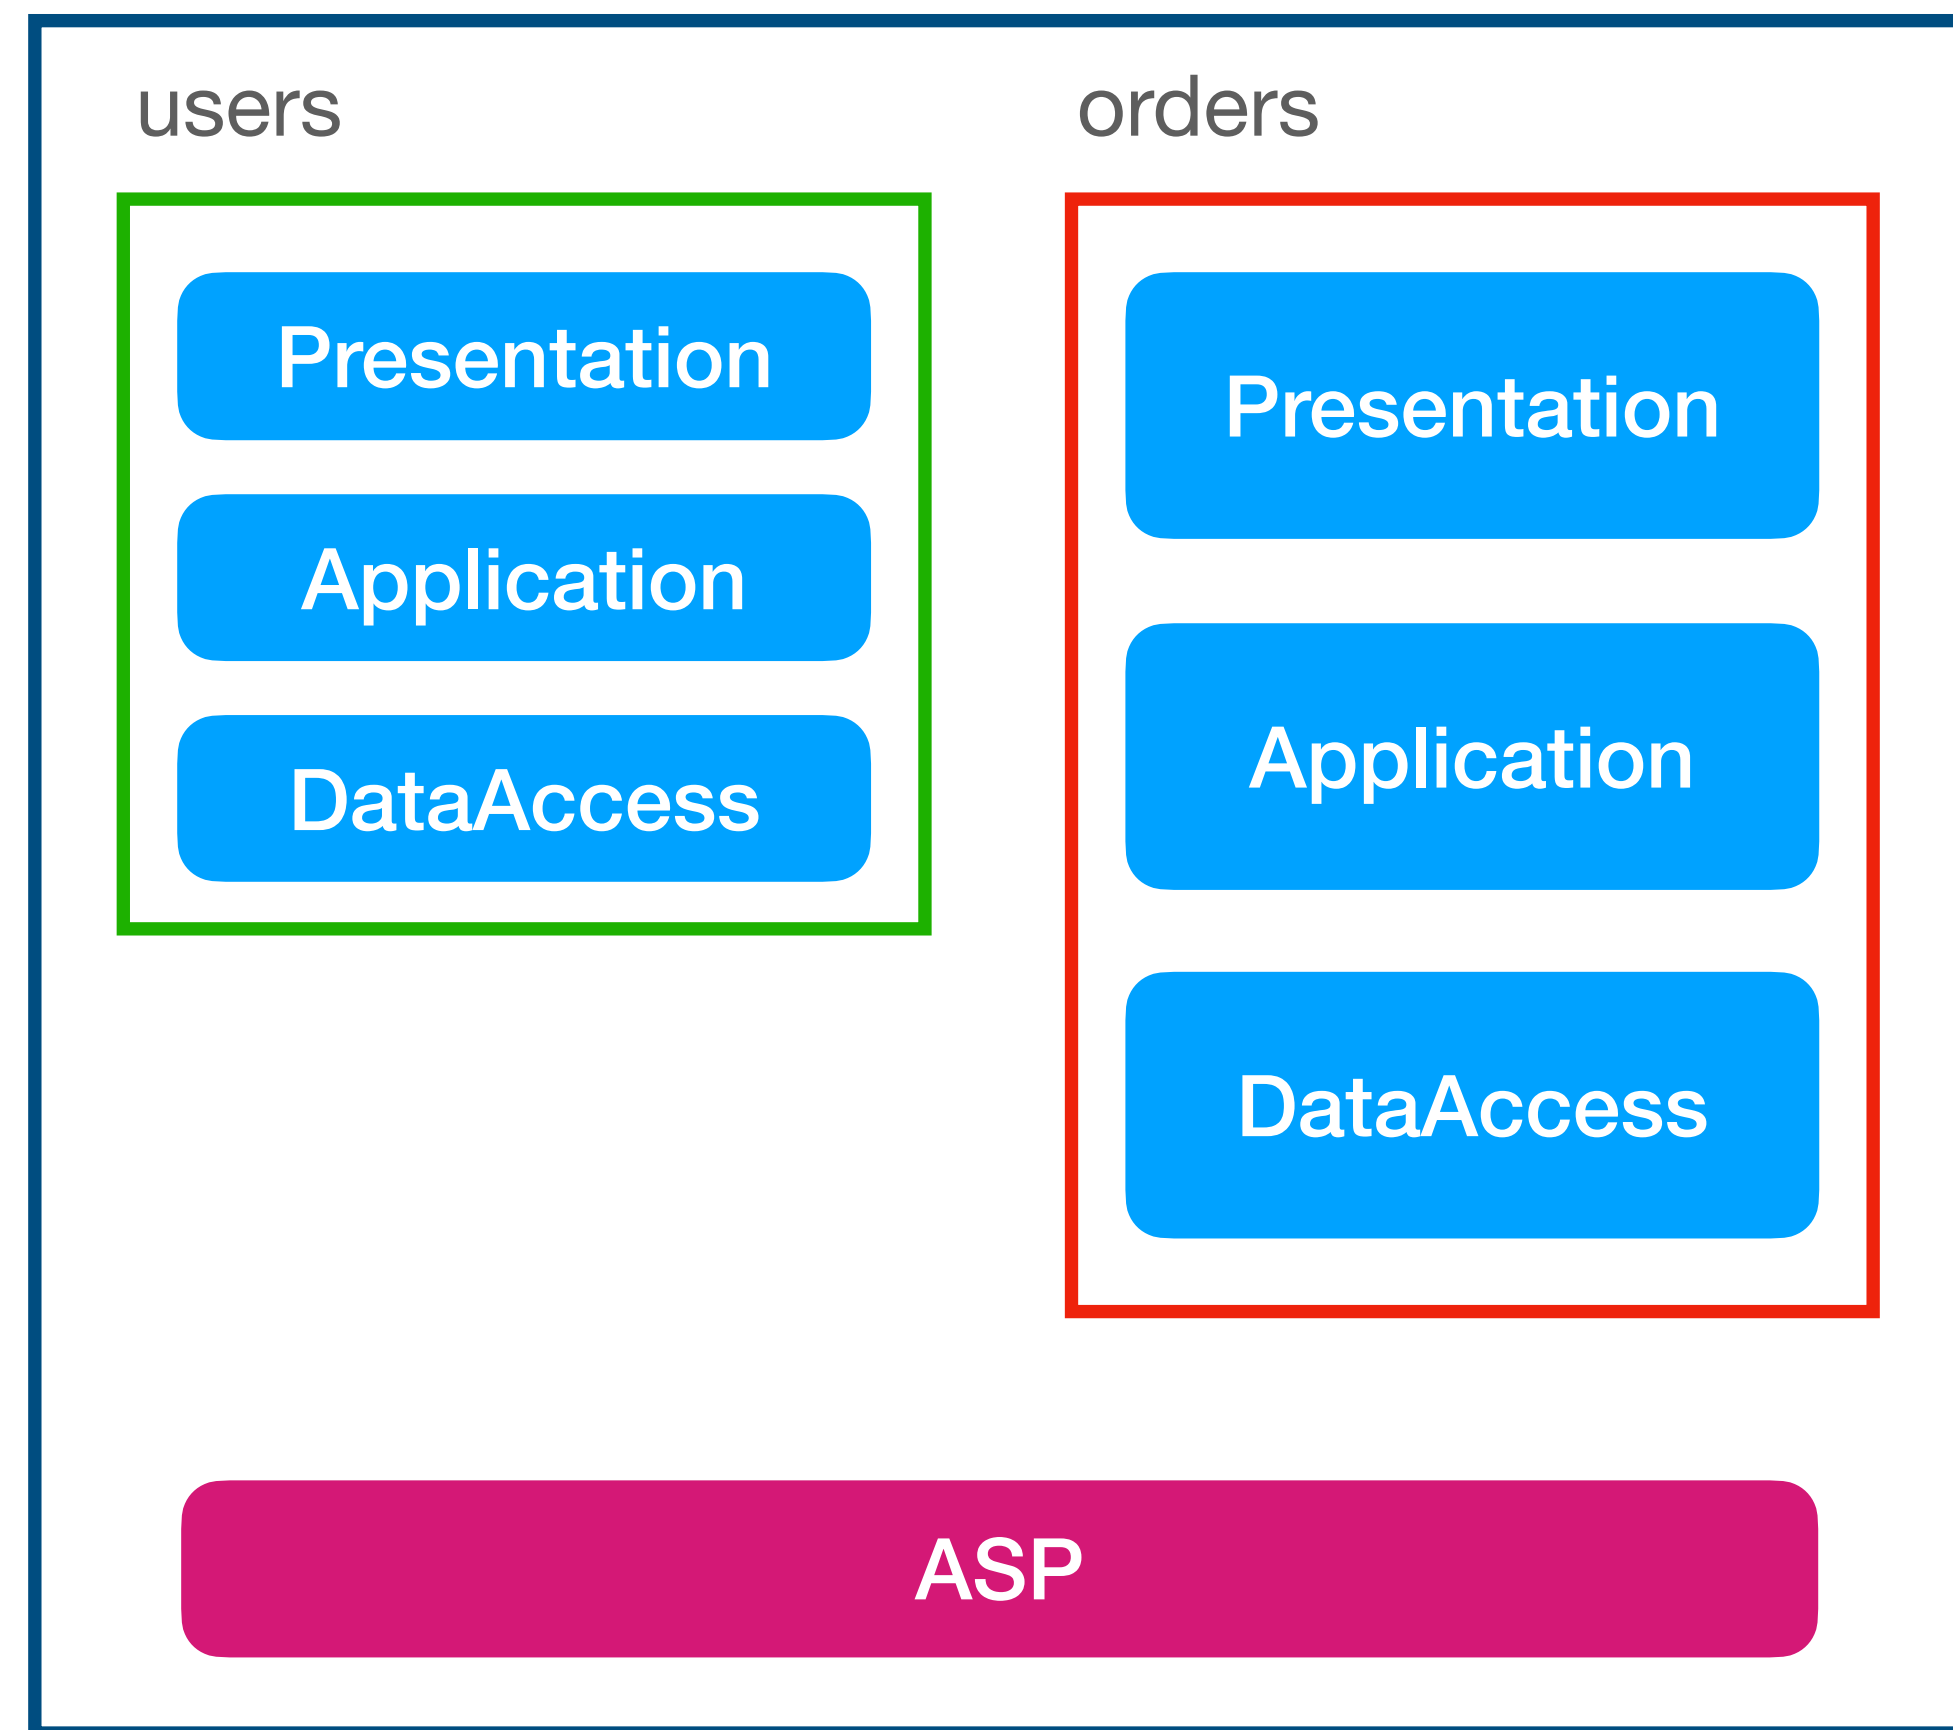 users
Presentation
Application
DataAccess
orders
Presentation
Application
DataAccess
ASP